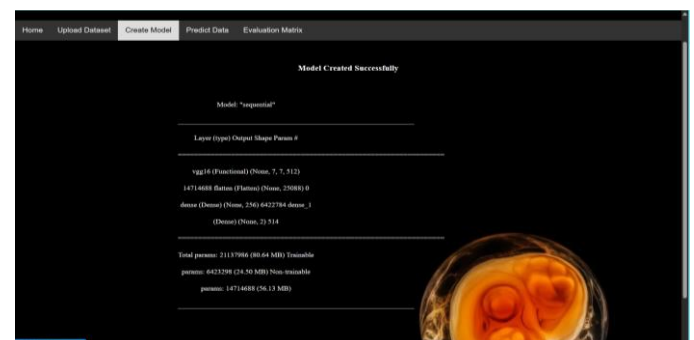 Home Upload Dataset Create Model Predict Data Evaluation Matrix
Model Created Successfully
Model: "sequential"
Layer (type) Output Shape Param #
vgg16 (Functional) (None, 7, 7, 512)
14714688 flatten (Flatten) (None, 25088) 0
dense (Dense) (None, 256) 6422784 dense_1
(Dense) (None, 2) 514
Total params: 21137986 (80.64 MB) Trainable
params: 6423298 (24.50 MB) Non-trainable
params: 14714688 (56.13 MB)